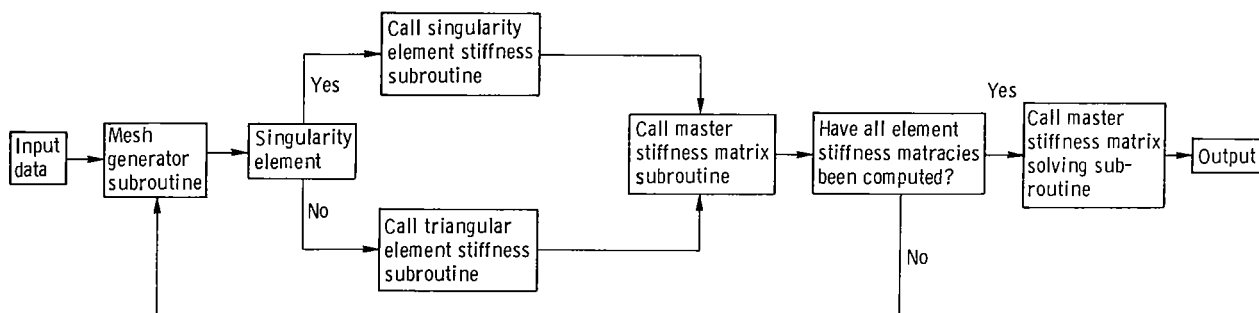 Input
data
Mesh
generator
subroutine
Singularity
element
Yes
Call singularity
element stiffness
subroutine
No
Call triangular
element stiffness
subroutine
Call master
stiffness matrix
subroutine
Have all element
stiffness matracies
been computed?
Yes
Call master
stiffness matrix
solving sub-
routine
Output
No